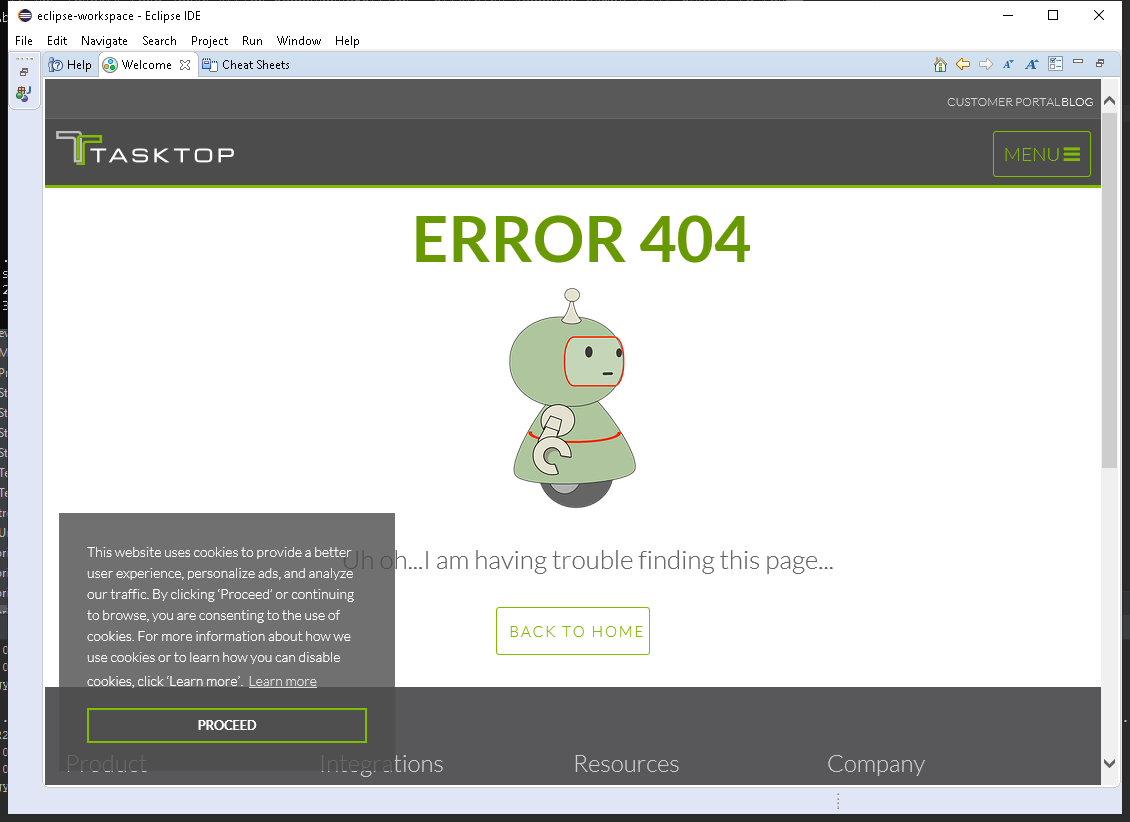 eclipse-workspace - Eclipse IDE
File Edit Navigate Search Project Run Window Help
Help Welcome Cheat Sheets
CUSTOMER PORTAL BLOG
TASKTOP
MENU
ERROR 404
Uh oh...I am having trouble finding this page...
BACK TO HOME
This website uses cookies to provide a better
user experience, personalize ads, and analyze
our traffic. By clicking ‘Proceed’ or continuing
to browse, you are consenting to the use of
cookies. For more information about how we
use cookies or to learn how you can disable
cookies, click ‘Learn more’. Learn more
PROCEED
Product Integrations Resources Company